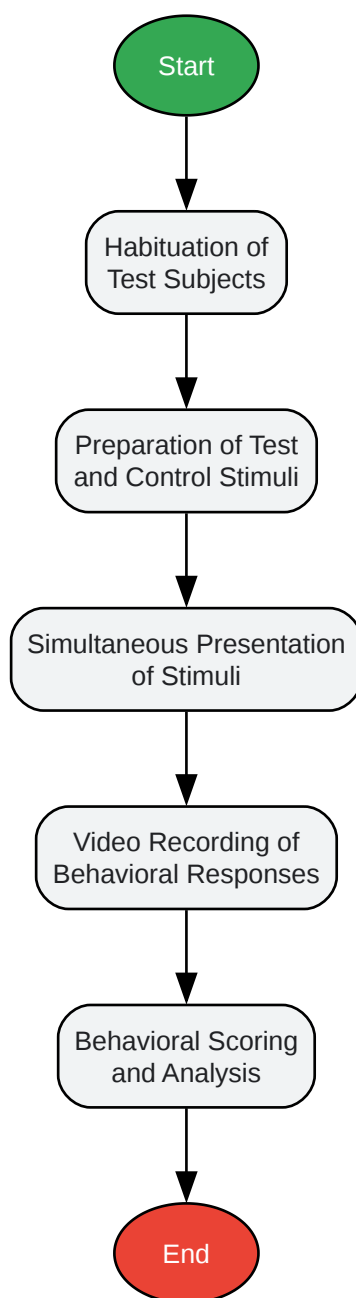 Start
Habituation of
Test Subjects
Preparation of Test
and Control Stimuli
Simultaneous Presentation
of Stimuli
Video Recording of
Behavioral Responses
Behavioral Scoring
and Analysis
End